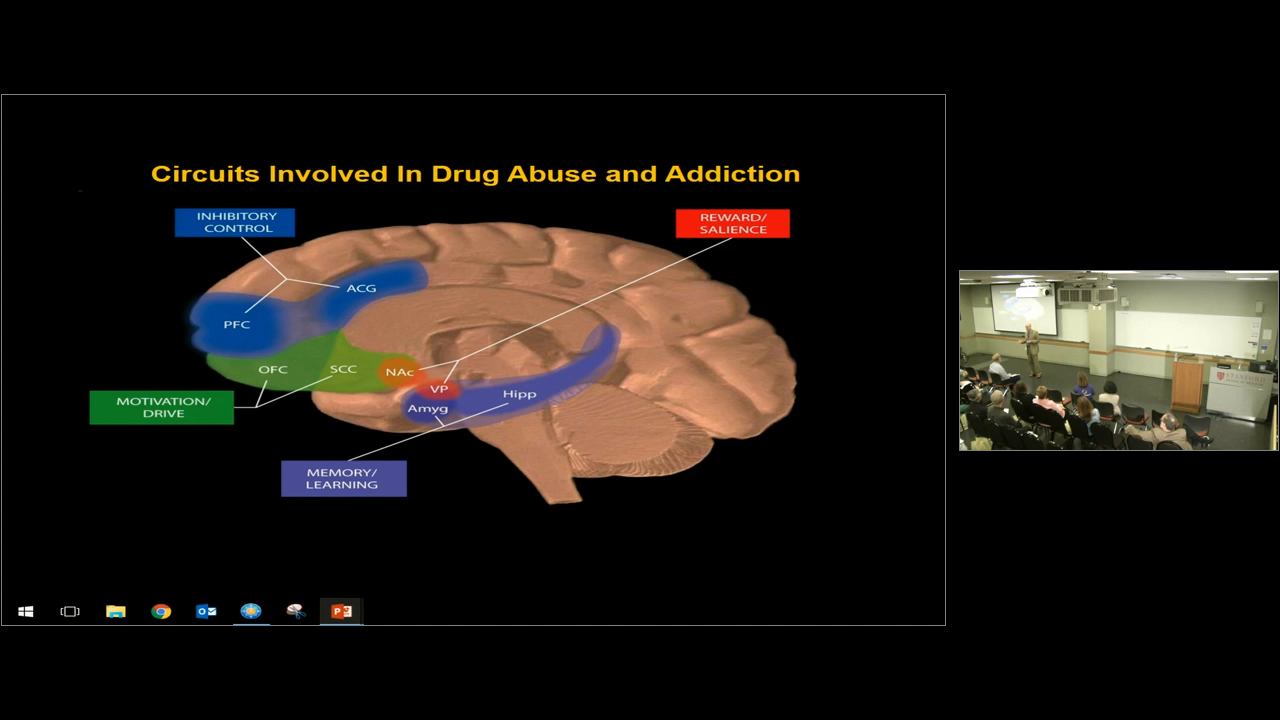 Circuits Involved In Drug Abuse and Addiction
INHIBITORY
CONTROL
REWARD/
SALIENCE
ACG
PFC
OFC
SCC
NAc
VP
Amyg
Hipp
MOTIVATION/
DRIVE
MEMORY/
LEARNING
STANFORD